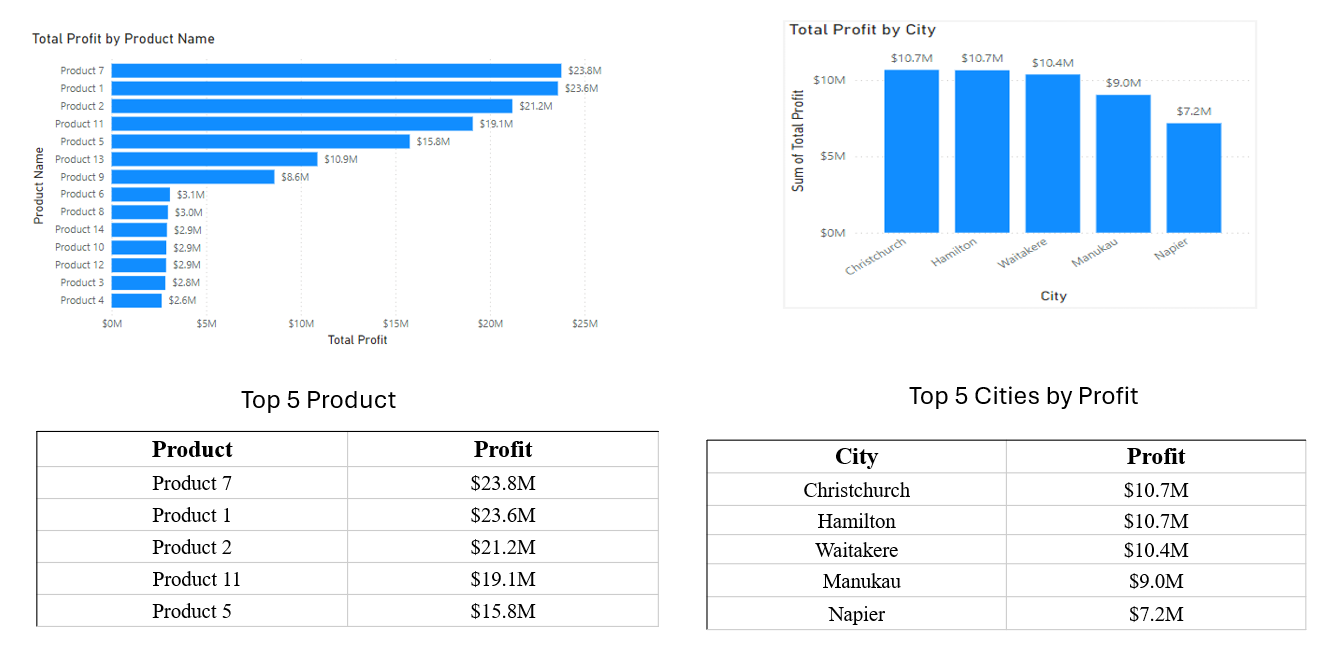 Total Profit by Product Name
Product Name
Product 7 $23.8M
Product 1 $23.6M
Product 2 $21.2M
Product 11 $19.1M
Product 5 $15.8M
Product 13 $10.9M
Product 9 $8.6M
Product 6 $3.1M
Product 8 $3.0M
Product 14 $2.9M
Product 10 $2.9M
Product 12 $2.9M
Product 3 $2.8M
Product 4 $2.6M
$0M $5M $10M $15M $20M $25M
Total Profit
Total Profit by City
Sum of Total Profit
$10.7M $10.7M $10.4M $9.0M $7.2M
$10M
$5M
$0M
Christchurch Hamilton Waitakere Manukau Napier
City
Top 5 Product
Product Profit
Product 7 $23.8M
Product 1 $23.6M
Product 2 $21.2M
Product 11 $19.1M
Product 5 $15.8M
Top 5 Cities by Profit
City Profit
Christchurch $10.7M
Hamilton $10.7M
Waitakere $10.4M
Manukau $9.0M
Napier $7.2M